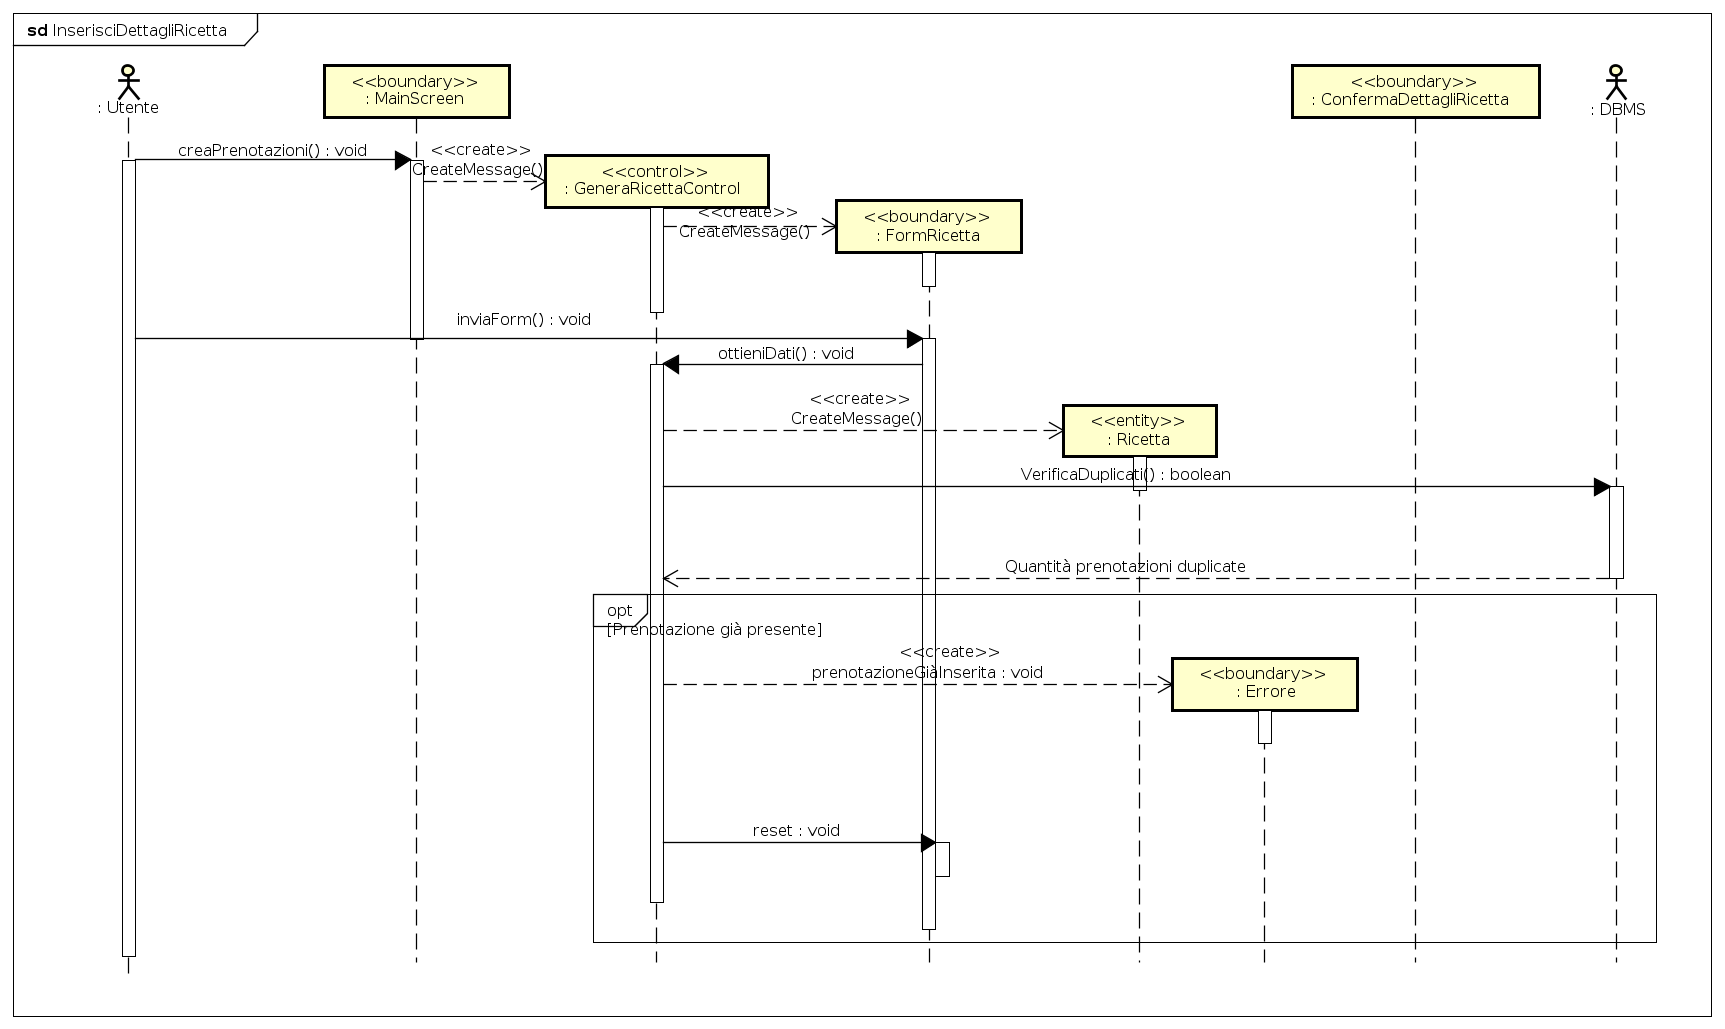 sd InserisciDettagliRicetta
: Utente
<<boundary>>
: MainScreen
<<boundary>>
: ConfermaDettagliRicetta
: DBMS
creaPrenotazioni() : void
<<create>>
CreateMessage()
<<control>>
: GeneraRicettaControl
<<create>>
CreateMessage()
<<boundary>>
: FormRicetta
inviaForm() : void
ottieniDati() : void
<<create>>
CreateMessage()
<<entity>>
: Ricetta
VerificaDuplicati() : boolean
Quantità prenotazioni duplicate
opt
[Prenotazione già presente]
<<create>>
prenotazioneGiàInserita : void
<<boundary>>
: Errore
reset : void